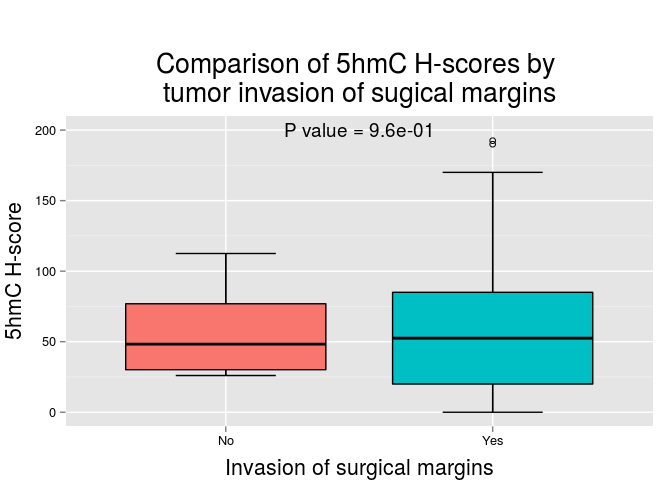 Comparison of 5hmC H-scores by
tumor invasion of sugical margins
P value = 9.6e-01
200
150
100
50
0
5hmC H-score
No
Yes
Invasion of surgical margins